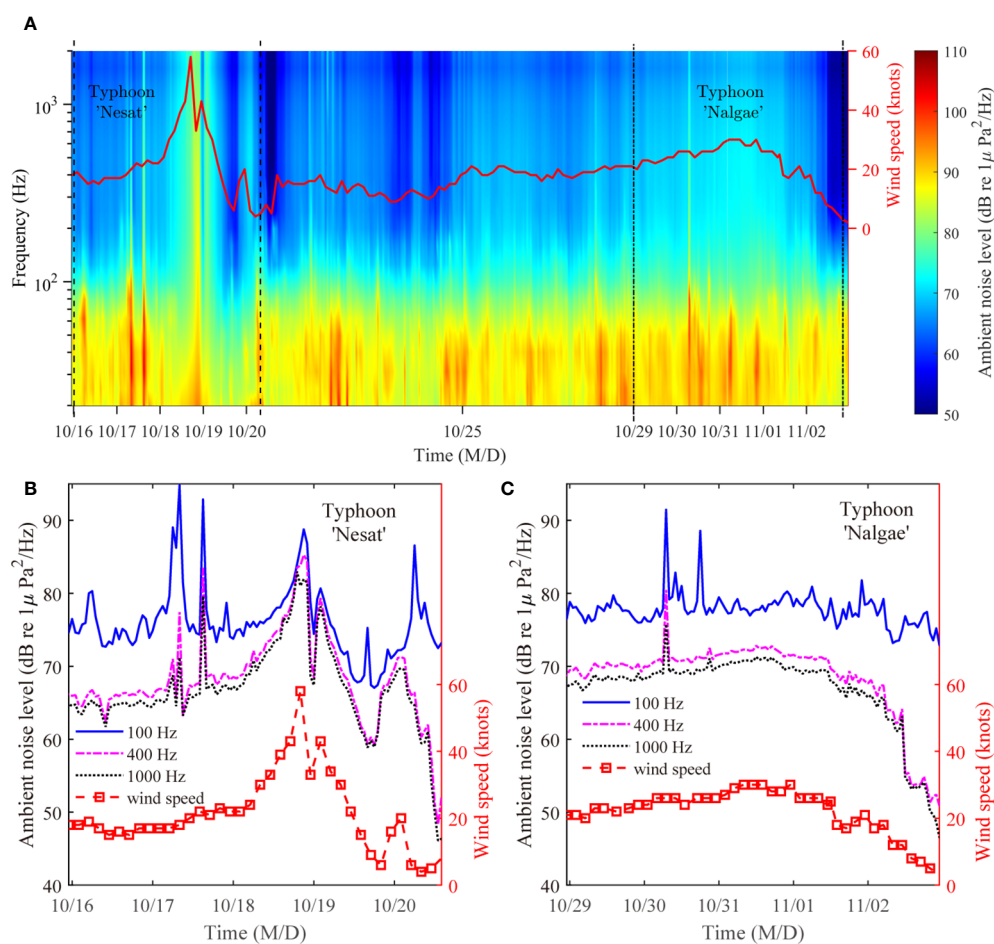 A
Typhoon
'Nesat'
Typhoon
'Nalgae'
10³
10²
Frequency (Hz)
60
40
20
0
Wind speed (knots)
110
100
90
80
70
60
50
Ambient noise level (dB re 1μ Pa²/Hz)
10/16 10/17 10/18 10/19 10/20 10/25 10/29 10/30 10/31 11/01 11/02
Time (M/D)
B
Typhoon
'Nesat'
90
80
70
60
50
40
Ambient noise level (dB re 1μ Pa²/Hz)
100 Hz
400 Hz
1000 Hz
wind speed
60
40
20
0
Wind speed (knots)
10/16 10/17 10/18 10/19 10/20
Time (M/D)
C
Typhoon
'Nalgae'
90
80
70
60
50
40
Ambient noise level (dB re 1μ Pa²/Hz)
100 Hz
400 Hz
1000 Hz
wind speed
60
40
20
0
Wind speed (knots)
10/29 10/30 10/31 11/01 11/02
Time (M/D)